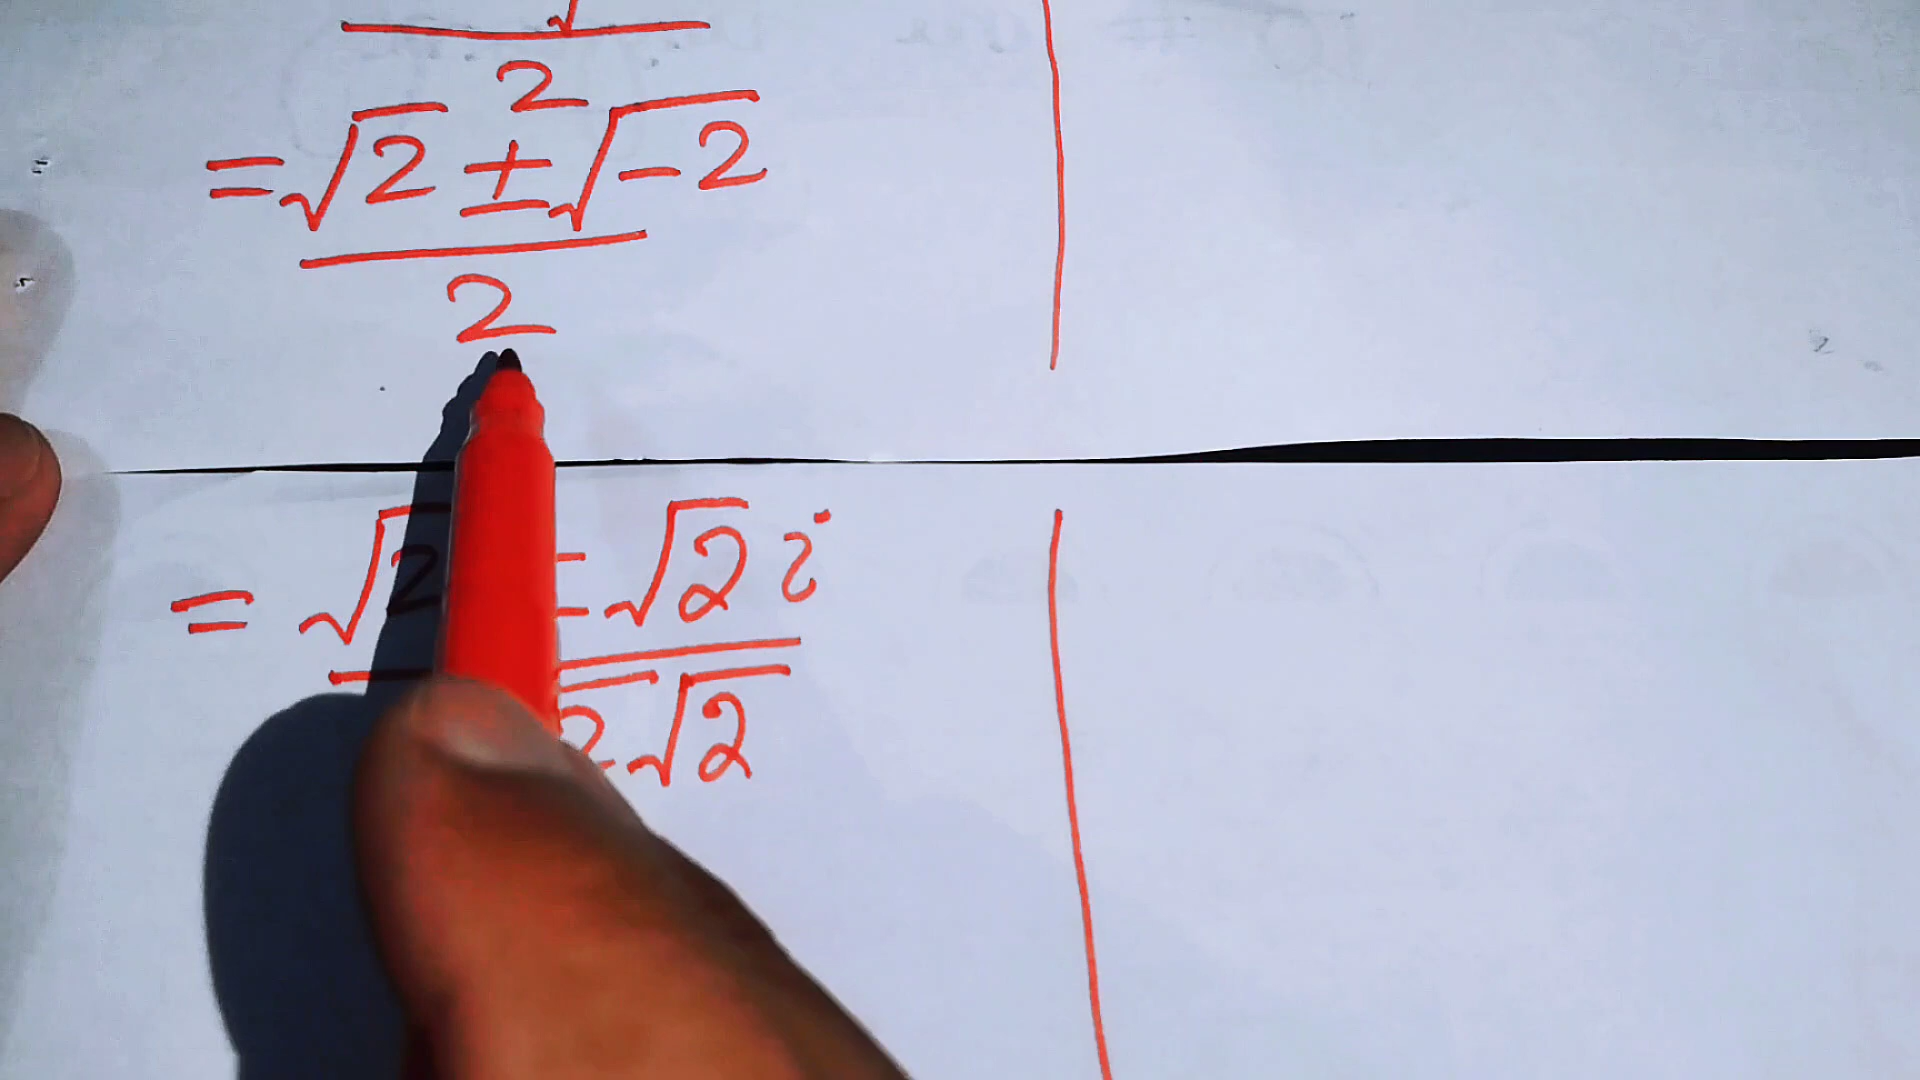 2
= √2 ± √-2
2
= √2 ± √2 i
√2 √2